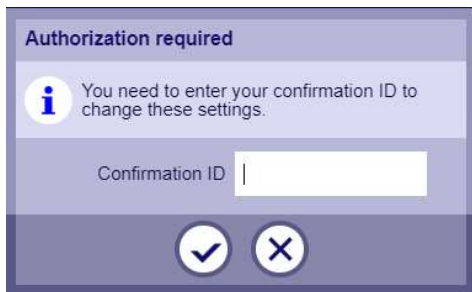 Authorization required
You need to enter your confirmation ID to
change these settings.
Confirmation ID